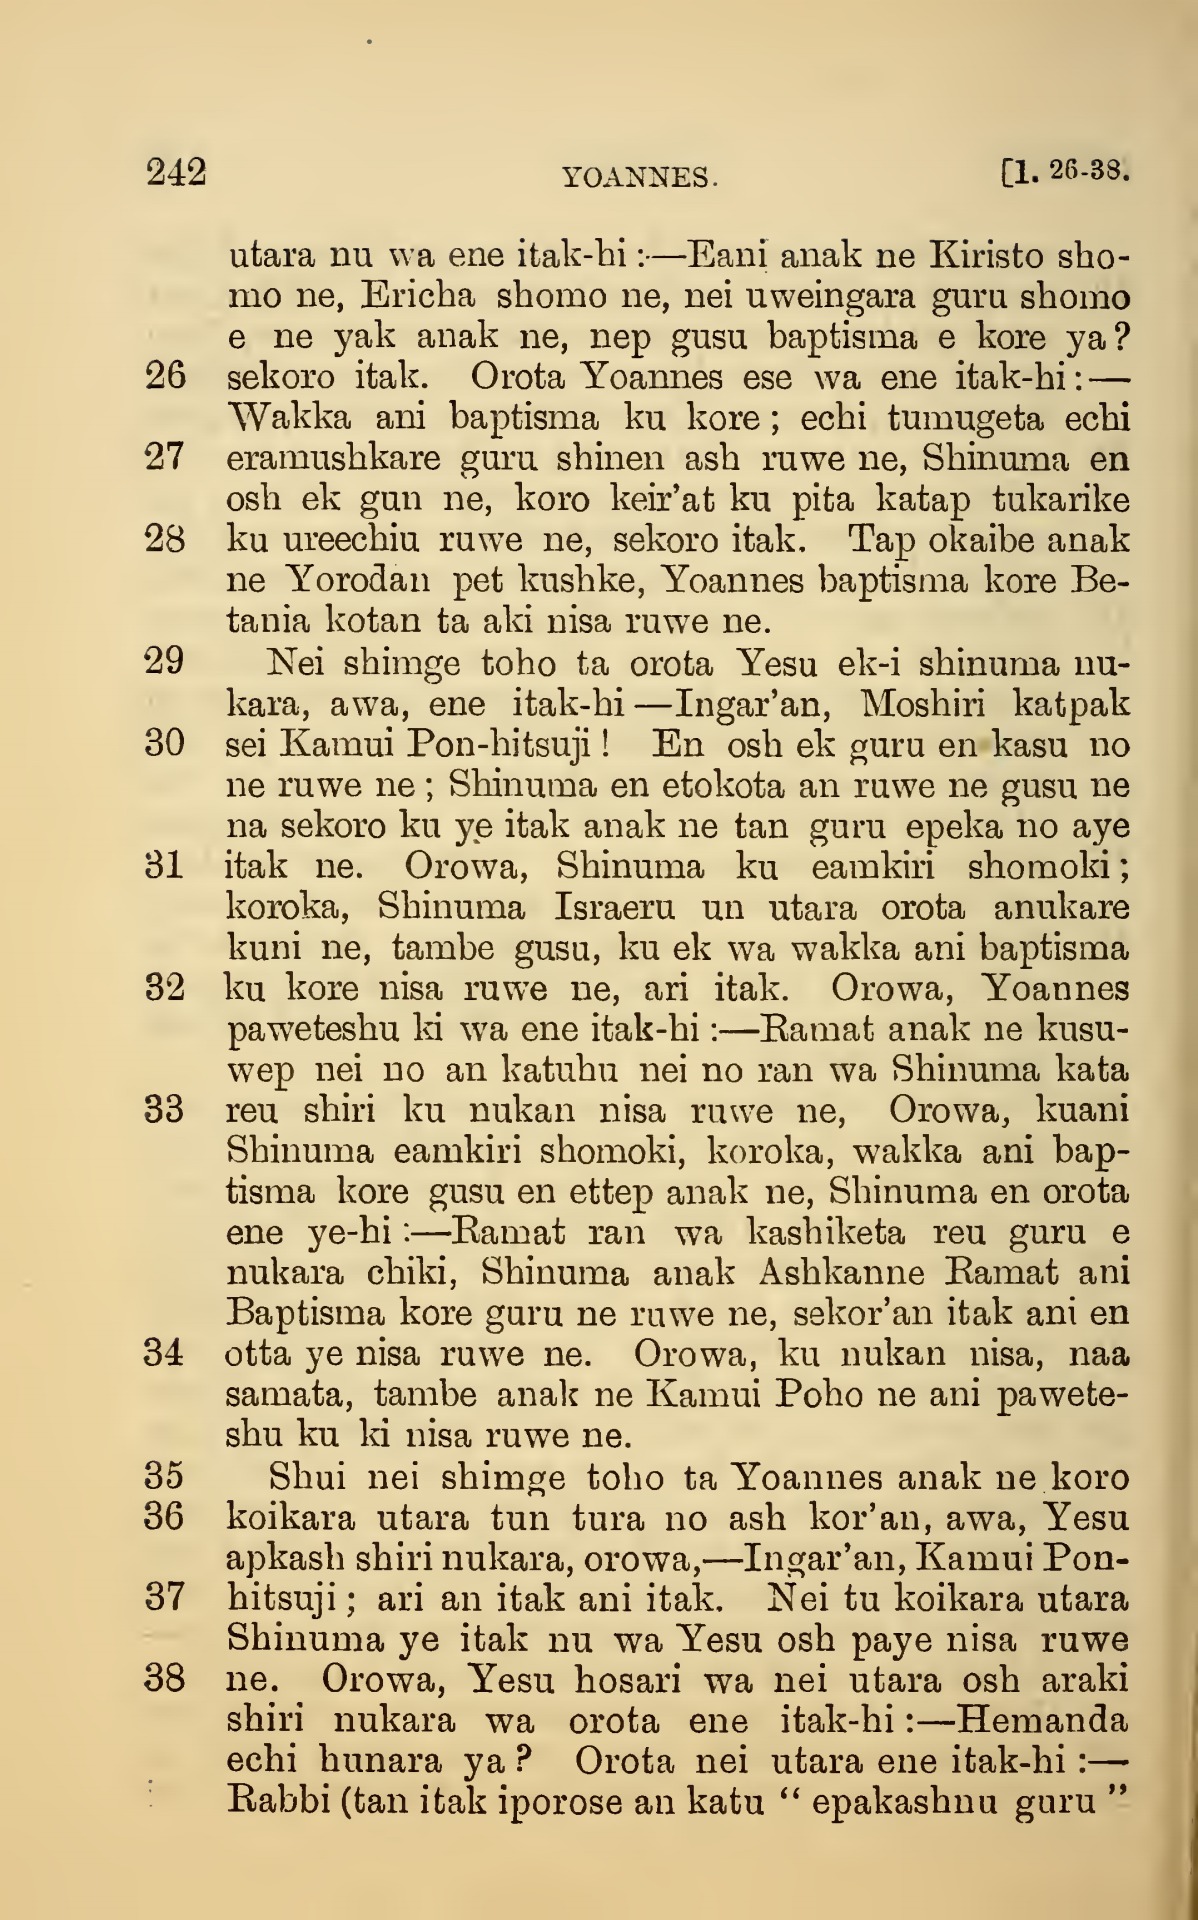 242 YOANNES. [1. 26-38.
utara nu wa ene itak-hi :—Eani anak ne Kiristo sho-
mo ne, Ericha shomo ne, nei uweingara guru shomo
e ne yak anak ne, nep gusu baptisma e kore ya?
26 sekoro itak. Orota Yoannes ese wa ene itak-hi :—
Wakka ani baptisma ku kore ; echi tumugeta echi
27 eramushkare guru shinen ash ruwe ne, Shinuma en
osh ek gun ne, koro keir’at ku pita katap tukarike
28 ku ureechiu ruwe ne, sekoro itak. Tap okaibe anak
ne Yorodan pet kushke, Yoannes baptisma kore Be-
tania kotan ta aki nisa ruwe ne.
29 Nei shimge toho ta orota Yesu ek-i shinuma nu-
kara, awa, ene itak-hi —Ingar’an, Moshiri katpak
30 sei Kamui Pon-hitsuji ! En osh ek guru en kasu no
ne ruwe ne ; Shinuma en etokota an ruwe ne gusu ne
na sekoro ku ye itak anak ne tan guru epeka no aye
31 itak ne. Orowa, Shinuma ku eamkiri shomoki ;
koroka, Shinuma Israeru un utara orota anukare
kuni ne, tambe gusu, ku ek wa wakka ani baptisma
32 ku kore nisa ruwe ne, ari itak. Orowa, Yoannes
paweteshu ki wa ene itak-hi :—Ramat anak ne kusu-
wep nei no an katuhu nei no ran wa Shinuma kata
33 reu shiri ku nukan nisa ruwe ne, Orowa, kuani
Shinuma eamkiri shomoki, koroka, wakka ani bap-
tisma kore gusu en ettep anak ne, Shinuma en orota
ene ye-hi :—Ramat ran wa kashiketa reu guru e
nukara chiki, Shinuma anak Ashkanne Ramat ani
Baptisma kore guru ne ruwe ne, sekor’an itak ani en
34 otta ye nisa ruwe ne. Orowa, ku nukan nisa, naa
samata, tambe anak ne Kamui Poho ne ani pawete-
shu ku ki nisa ruwe ne.
35 Shui nei shimge toho ta Yoannes anak ne koro
36 koikara utara tun tura no ash kor’an, awa, Yesu
apkash shiri nukara, orowa,—Ingar’an, Kamui Pon-
37 hitsuji ; ari an itak ani itak. Nei tu koikara utara
Shinuma ye itak nu wa Yesu osh paye nisa ruwe
38 ne. Orowa, Yesu hosari wa nei utara osh araki
shiri nukara wa orota ene itak-hi :—Hemanda
echi hunara ya ? Orota nei utara ene itak-hi :—
Rabbi (tan itak iporose an katu “ epakashnu guru ”